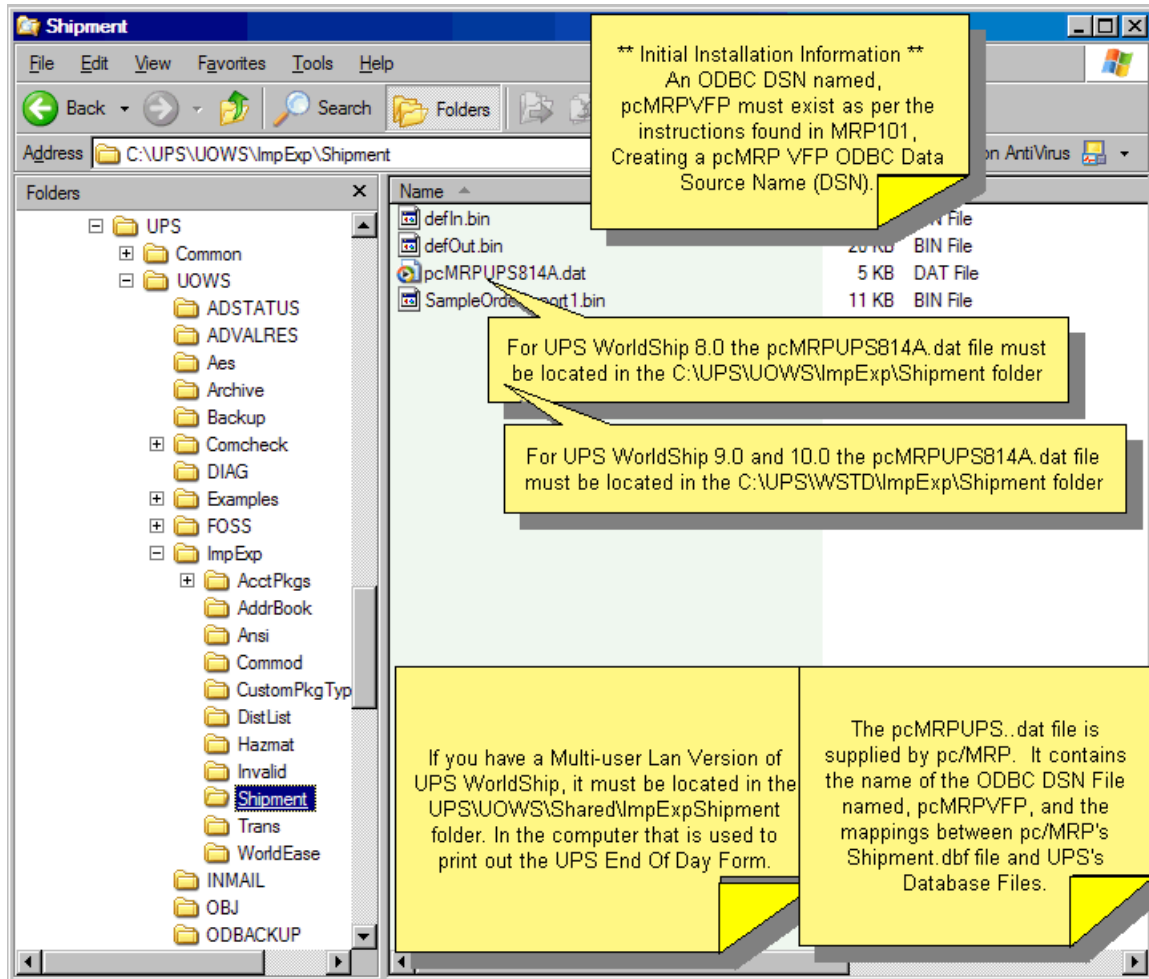 Shipment
File Edit View Favorites Tools Help
Back Search Folders
Address C:\UPS\UOWS\ImpExp\Shipment on AntiVirus
** Initial Installation Information **
An ODBC DSN named,
pcMRPVFP must exist as per the
instructions found in MRP101,
Creating a pcMRP VFP ODBC Data
Source Name (DSN).
Folders
UPS
Common
UOWS
ADSTATUS
ADVALRES
Aes
Archive
Backup
Comcheck
DIAG
Examples
FOSS
ImpExp
AcctPkgs
AddrBook
Ansi
Commod
CustomPkgTyp
DistList
Hazmat
Invalid
Shipment
Trans
WorldEase
INMAIL
OBJ
ODBACKUP
Name
defIn.bin File
defOut.bin 20 KB BIN File
pcMRPUPS814A.dat 5 KB DAT File
SampleOrde port1.bin 11 KB BIN File
For UPS WorldShip 8.0 the pcMRPUPS814A.dat file must
be located in the C:\UPS\UOWS\ImpExp\Shipment folder
For UPS WorldShip 9.0 and 10.0 the pcMRPUPS814A.dat file
must be located in the C:\UPS\WSTD\ImpExp\Shipment folder
If you have a Multi-user Lan Version of
UPS WorldShip, it must be located in the
UPS\UOWS\Shared\ImpExpShipment
folder. In the computer that is used to
print out the UPS End Of Day Form.
The pcMRPUPS..dat file is
supplied by pc/MRP. It contains
the name of the ODBC DSN File
named, pcMRPVFP, and the
mappings between pc/MRP's
Shipment.dbf file and UPS's
Database Files.